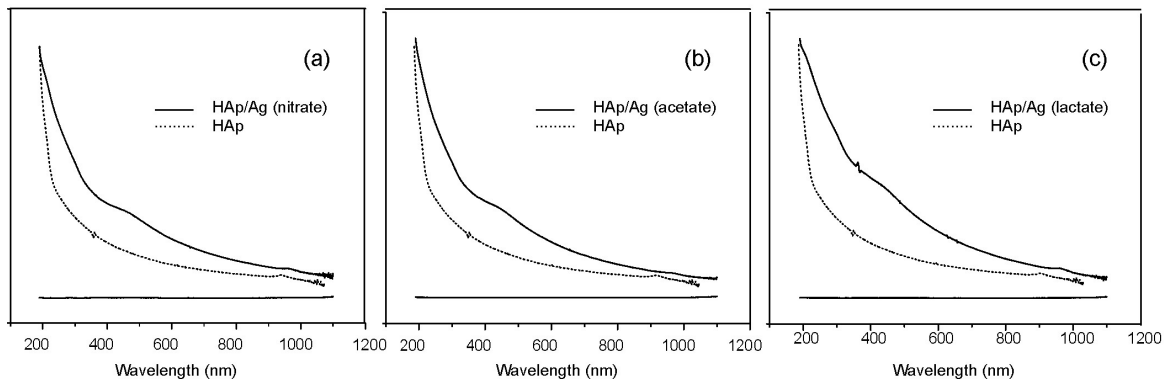 (a)
HAp/Ag (nitrate)
HAp
200 400 600 800 1000 1200
Wavelength (nm)
(b)
HAp/Ag (acetate)
HAp
200 400 600 800 1000 1200
Wavelength (nm)
(c)
HAp/Ag (lactate)
HAp
200 400 600 800 1000 1200
Wavelength (nm)